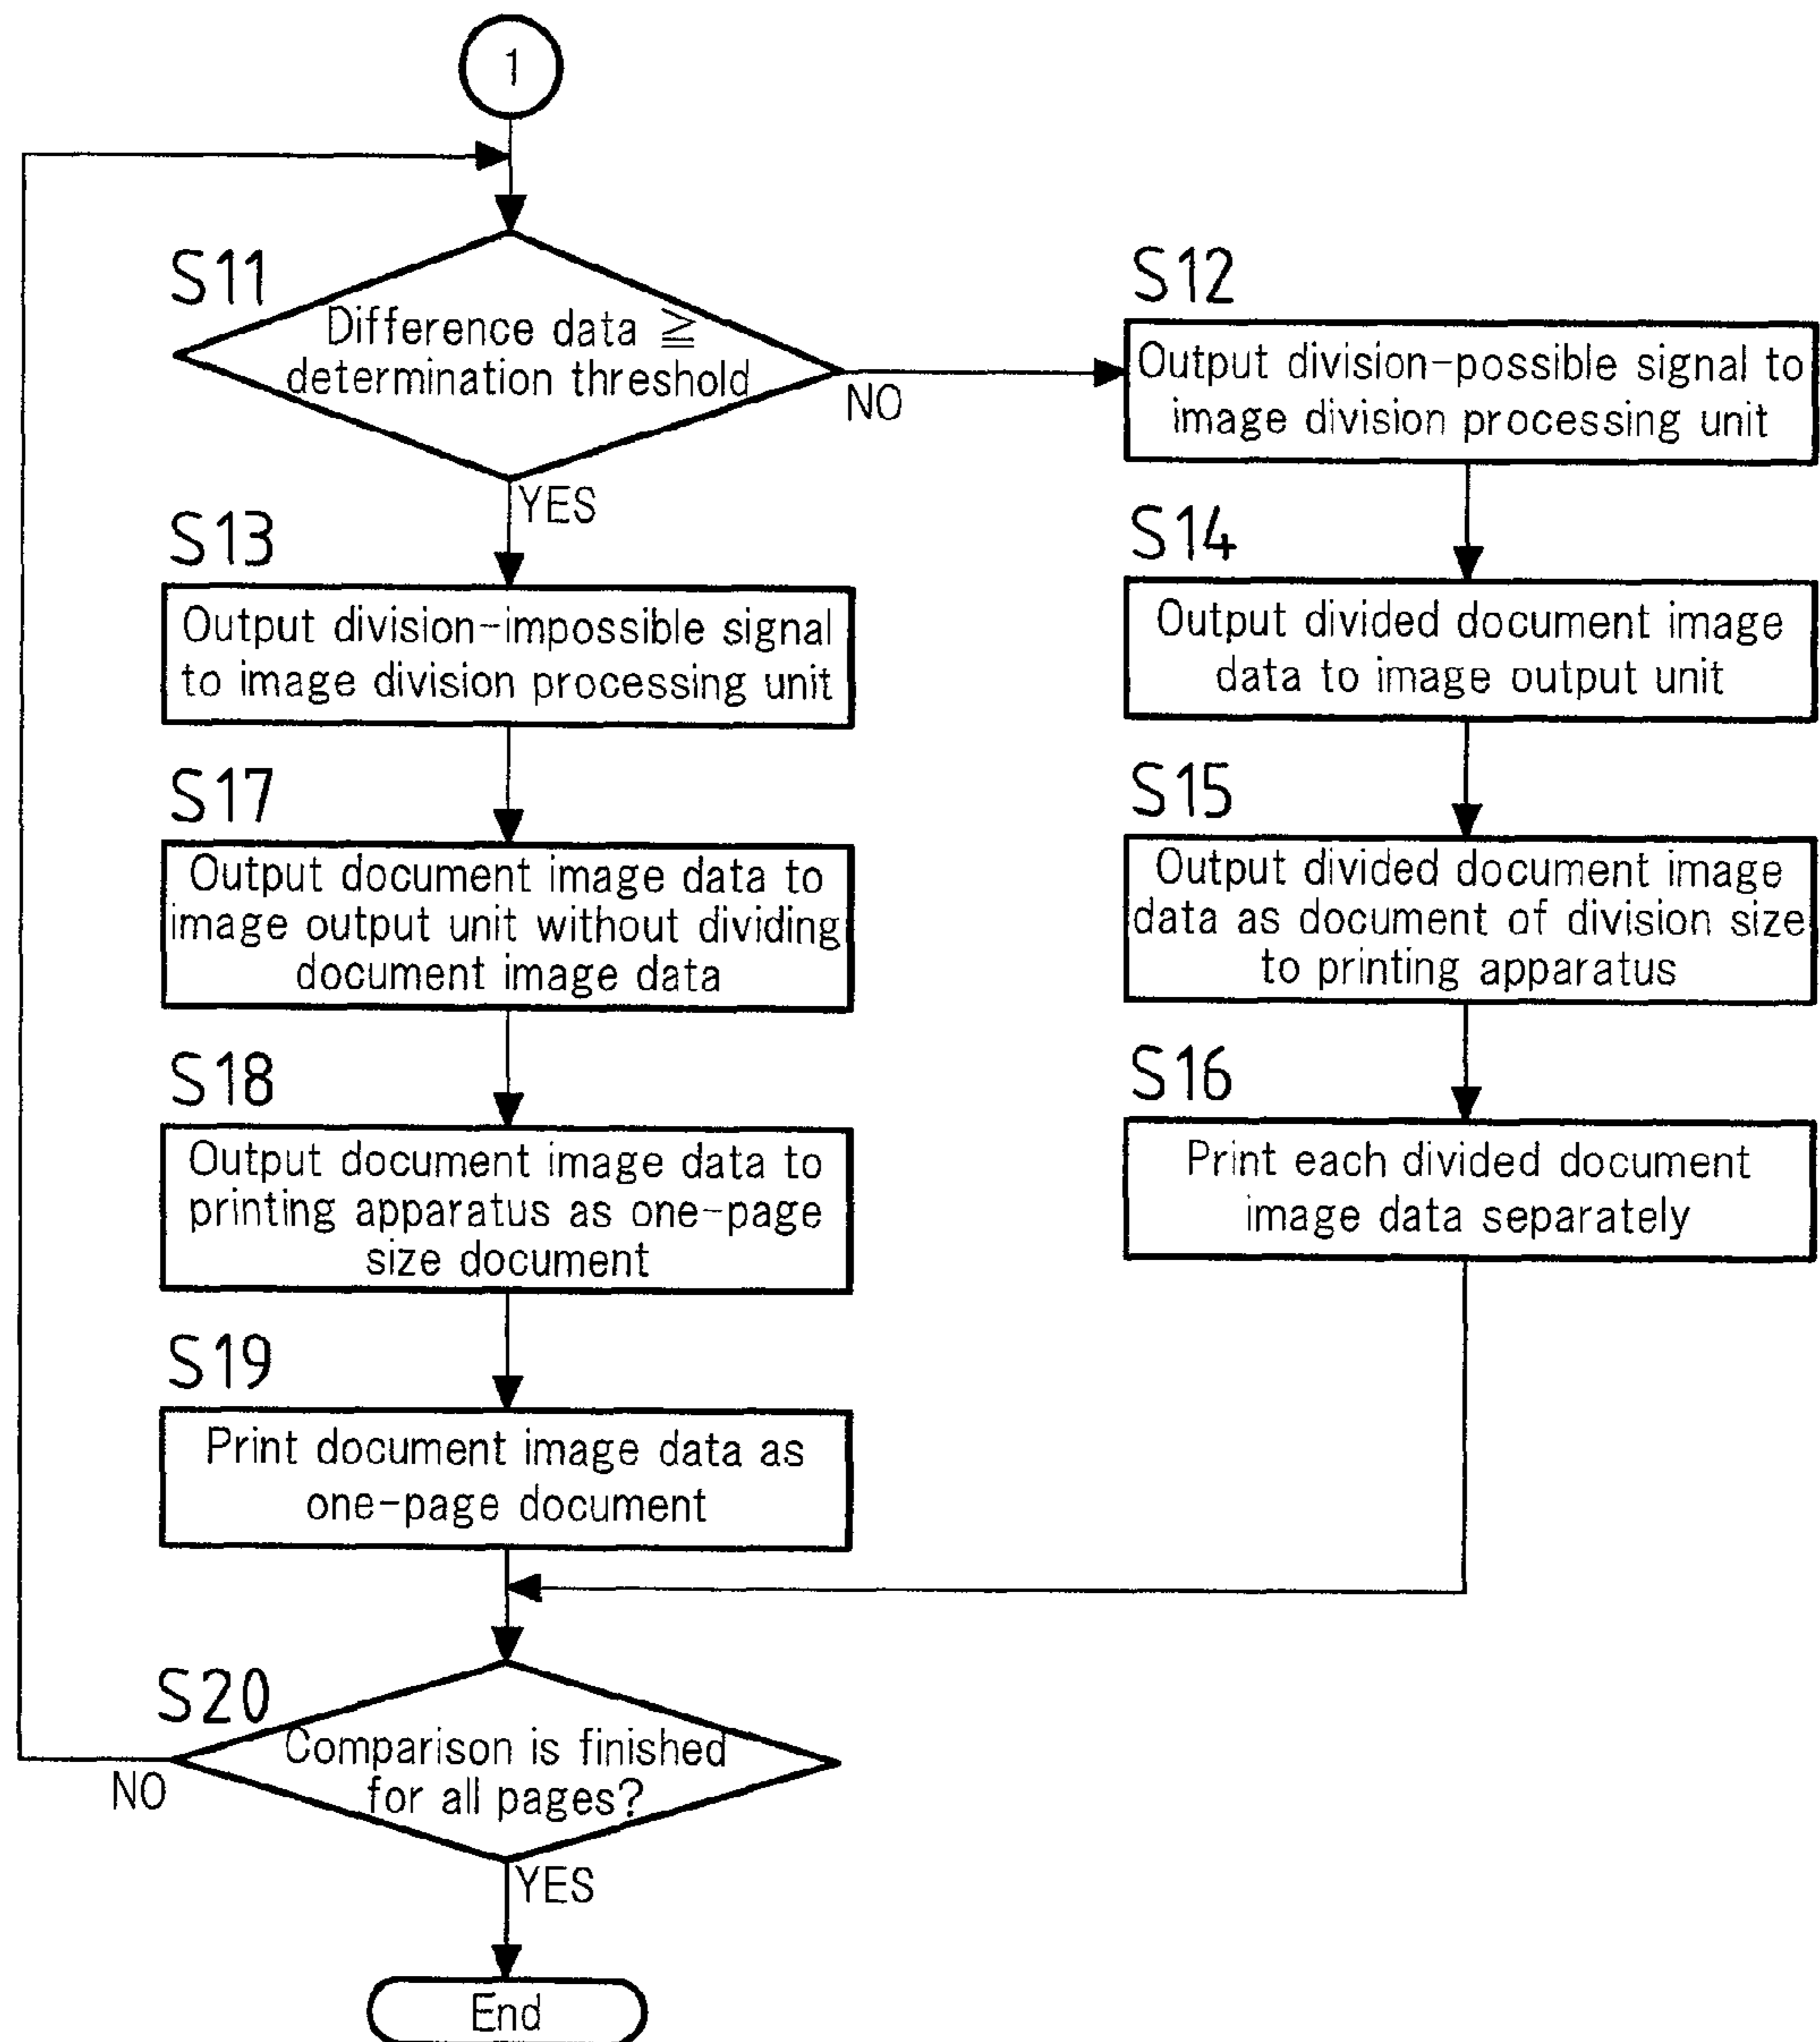 1
S11
Difference data ≧
determination threshold
NO
YES
S12
Output division-possible signal to
image division processing unit
S13
Output division-impossible signal
to image division processing unit
S14
Output divided document image
data to image output unit
S17
Output document image data to
image output unit without dividing
document image data
S15
Output divided document image
data as document of division size
to printing apparatus
S18
Output document image data to
printing apparatus as one-page
size document
S16
Print each divided document
image data separately
S19
Print document image data as
one-page document
S20
Comparison is finished
for all pages?
NO
YES
End